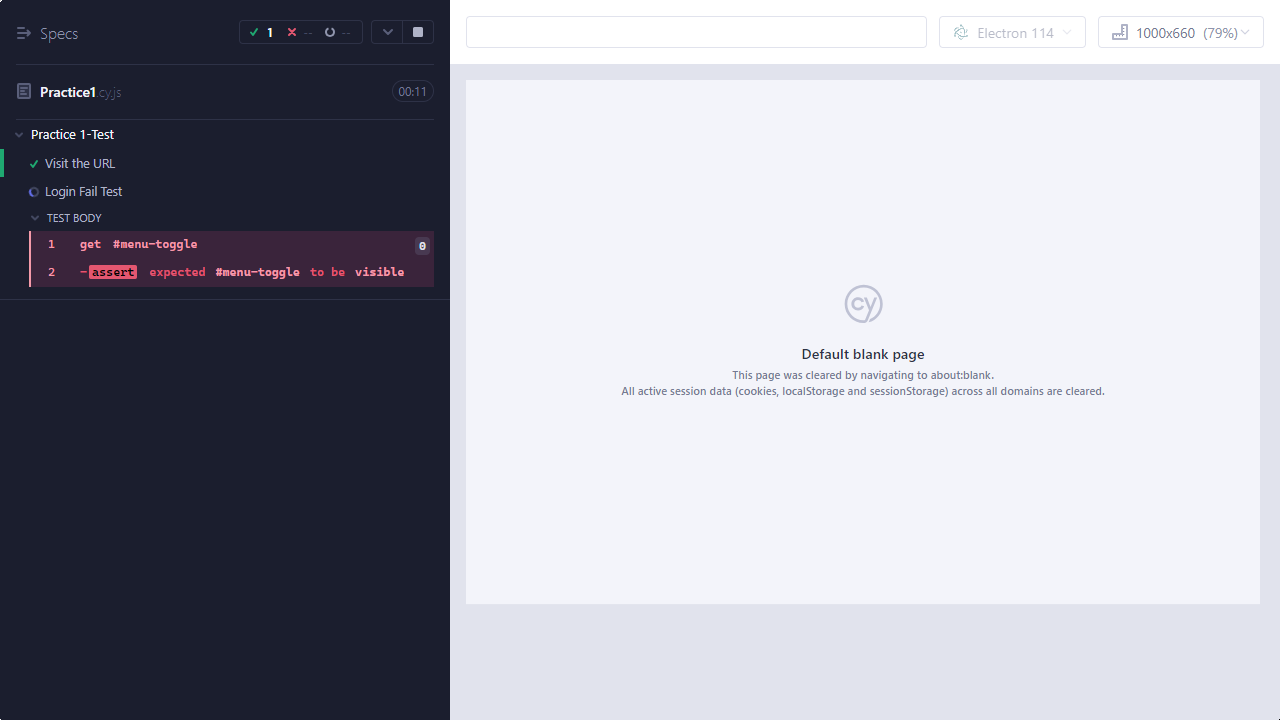 Specs 1 -- --
Practice1.cy.js 00:11
Practice 1-Test
Visit the URL
Login Fail Test
TEST BODY
1 get #menu-toggle 0
2 -assert expected #menu-toggle to be visible
Electron 114 1000x660 (79%)
cy
Default blank page
This page was cleared by navigating to about:blank.
All active session data (cookies, localStorage and sessionStorage) across all domains are cleared.